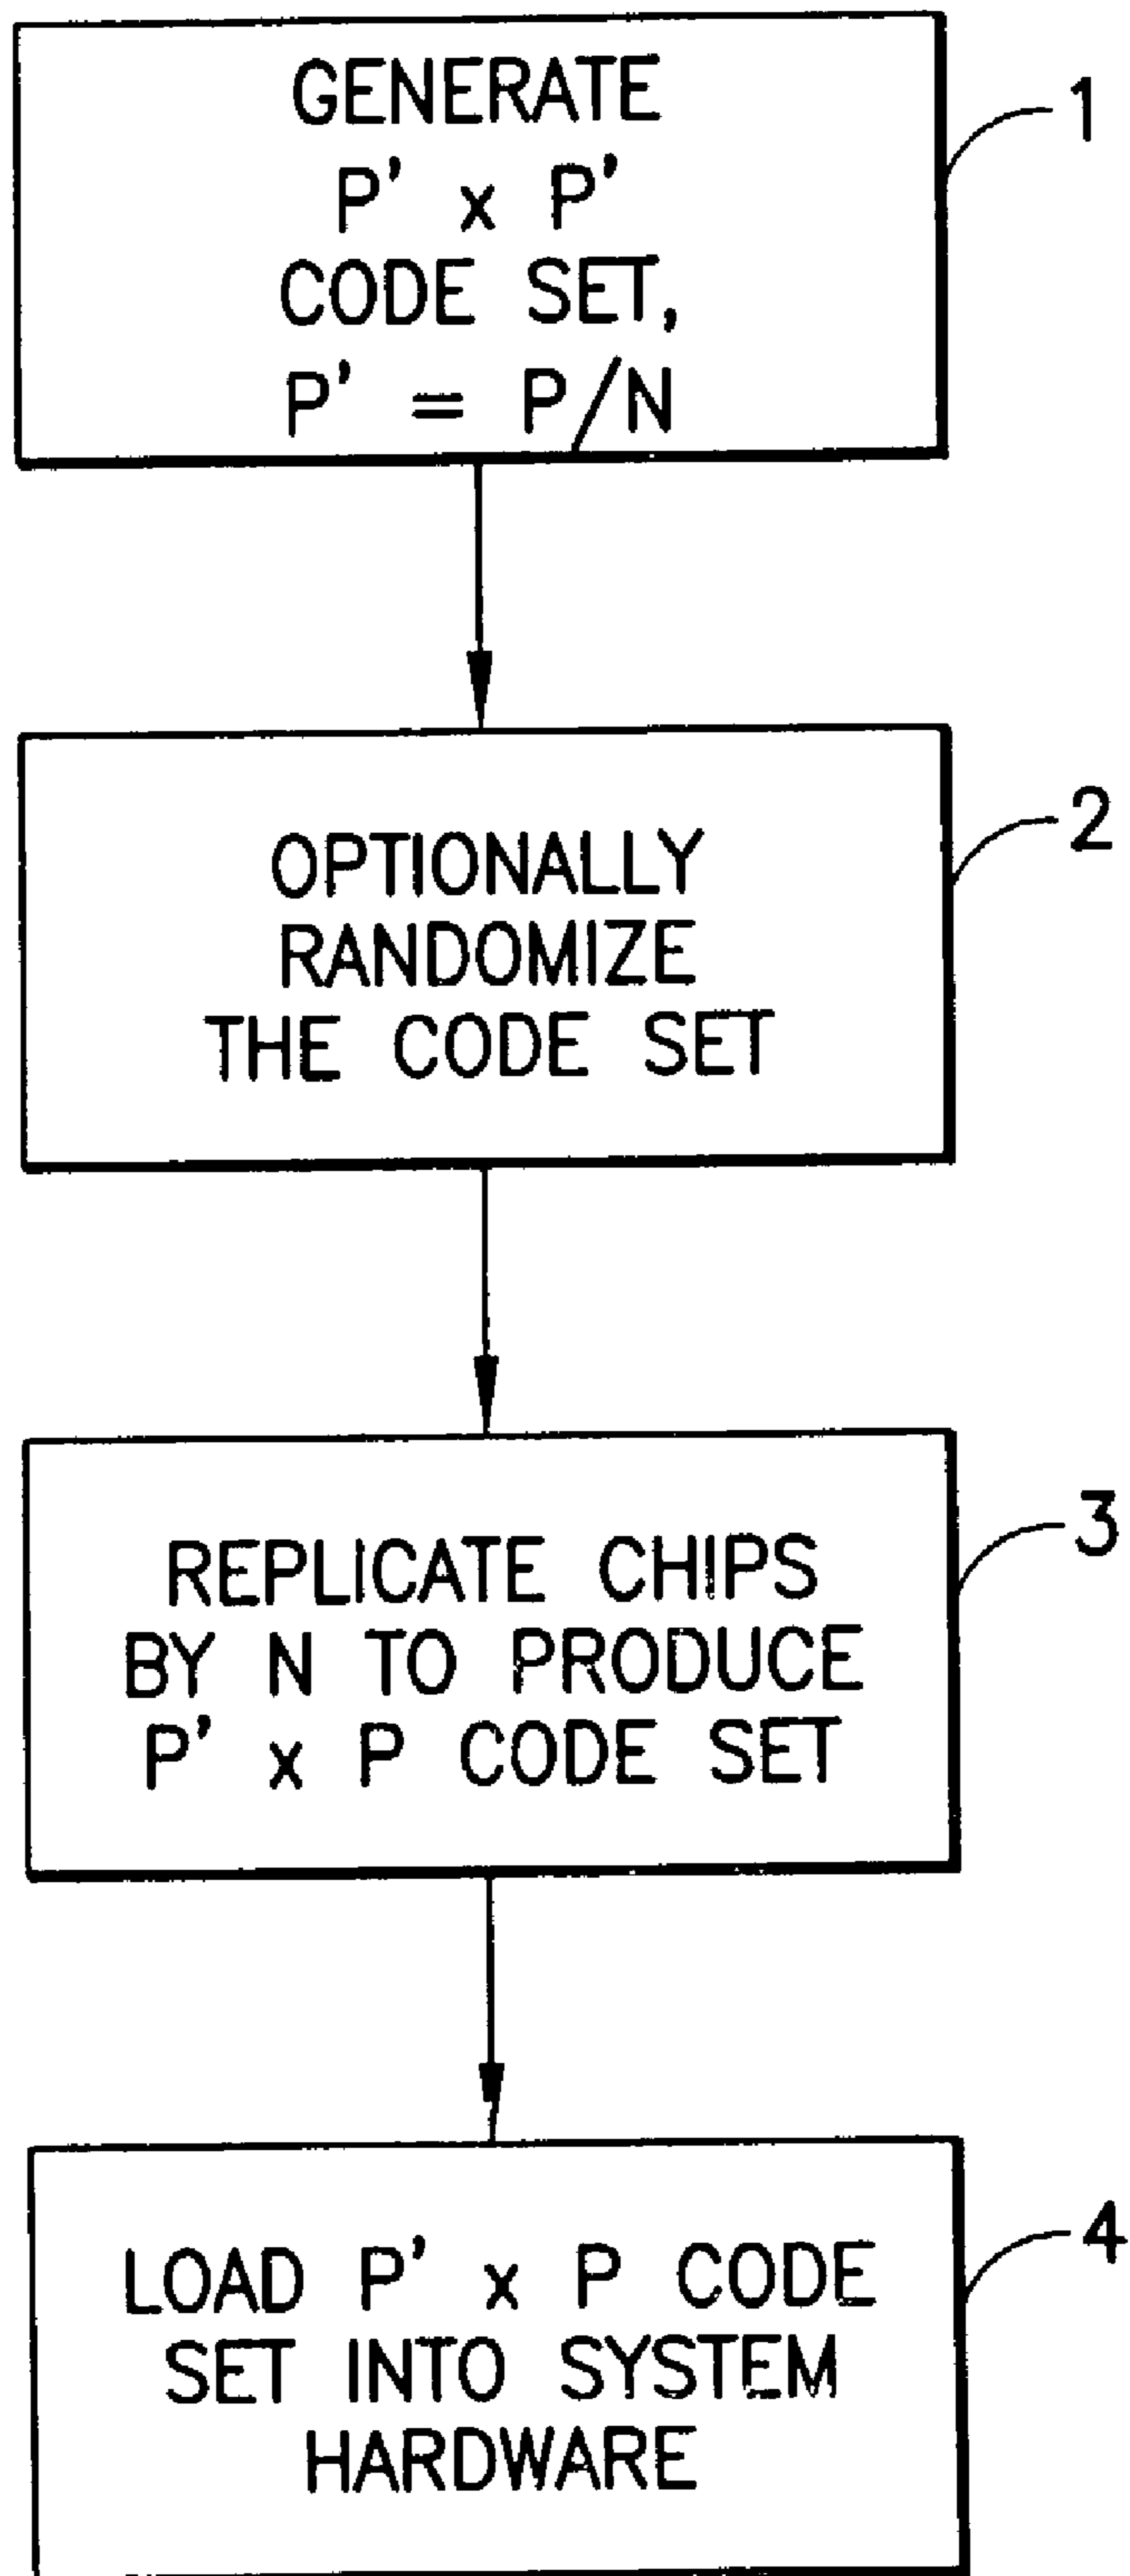 GENERATE
P' x P'
CODE SET,
P' = P/N
1
OPTIONALLY
RANDOMIZE
THE CODE SET
2
REPLICATE CHIPS
BY N TO PRODUCE
P' x P CODE SET
3
LOAD P' x P CODE
SET INTO SYSTEM
HARDWARE
4